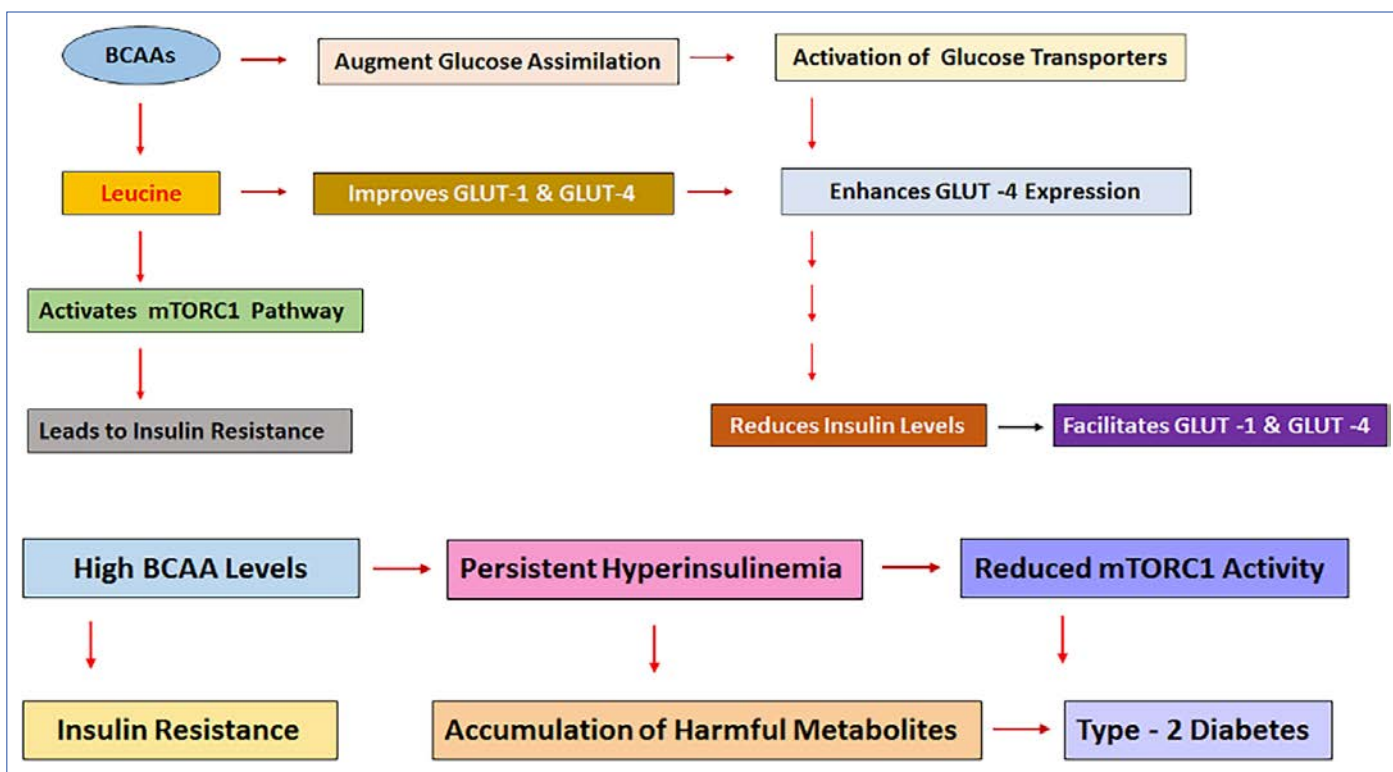 BCAAs
Augment Glucose Assimilation
Activation of Glucose Transporters
Leucine
Improves GLUT-1 & GLUT-4
Enhances GLUT -4 Expression
Activates mTORC1 Pathway
Leads to Insulin Resistance
Reduces Insulin Levels
Facilitates GLUT -1 & GLUT -4
High BCAA Levels
Persistent Hyperinsulinemia
Reduced mTORC1 Activity
Insulin Resistance
Accumulation of Harmful Metabolites
Type - 2 Diabetes